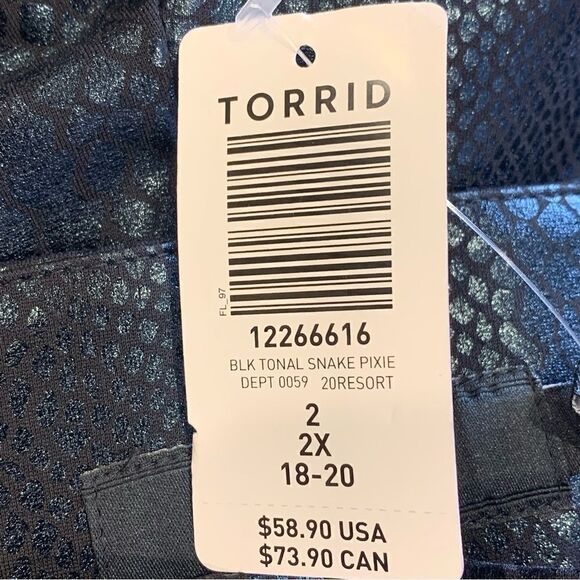 TORRID
FL_97
12266616
BLK TONAL SNAKE PIXIE
DEPT 0059 20RESORT
2
2X
18-20
$58.90 USA
$73.90 CAN